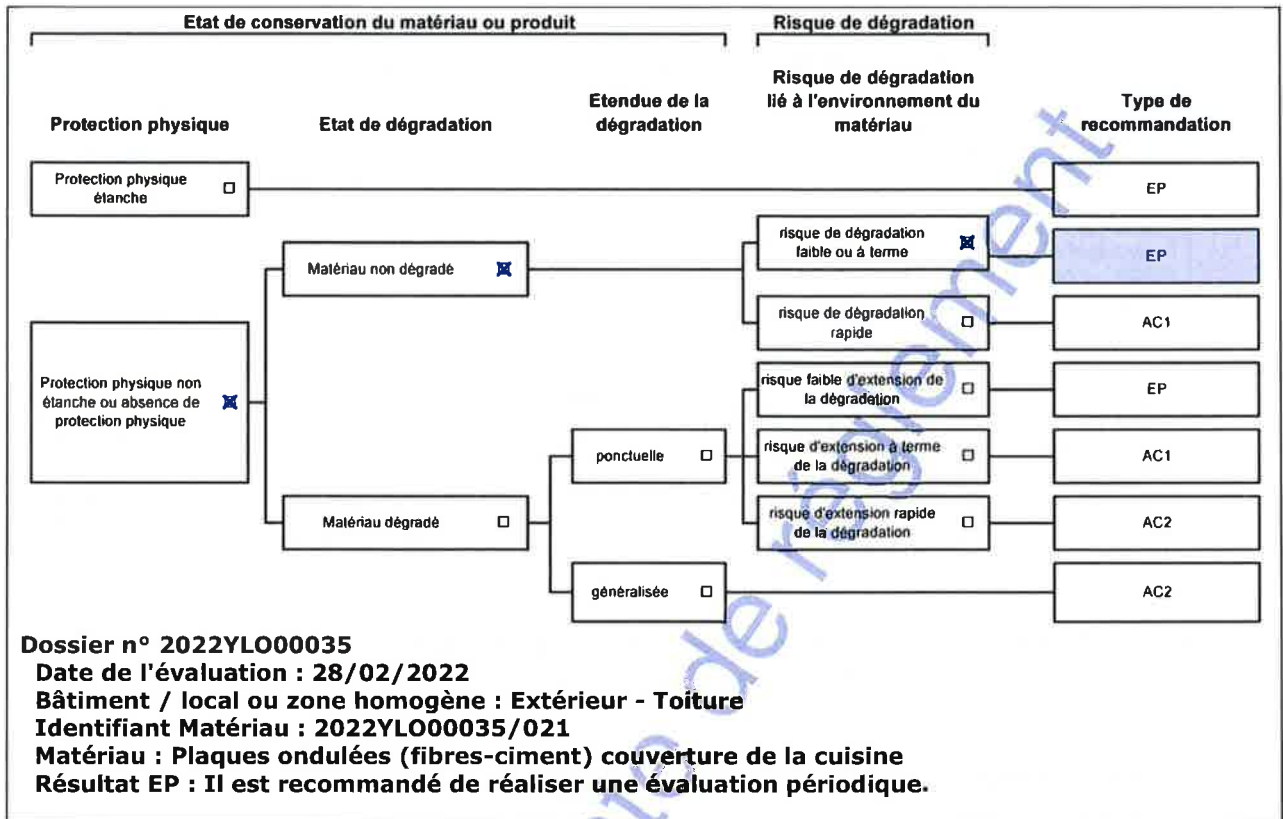 Etat de conservation du matériau ou produit
Risque de dégradation
Protection physique
Etat de dégradation
Etendue de la
dégradation
Risque de dégradation
lié à l'environnement du
matériau
Type de
recommandation
Protection physique
étanche
EP
risque de dégradation
faible ou à terme
Matériau non dégradé
EP
risque de dégradation
rapide
AC1
Protection physique non
étanche ou absence de
protection physique
risque faible d'extension de
la dégradation
EP
ponctuelle
risque d'extension à terme
de la dégradation
AC1
Matériau dégradé
risque d'extension rapide
de la dégradation
AC2
généralisée
AC2
Dossier n° 2022YLO00035
Date de l'évaluation : 28/02/2022
Bâtiment / local ou zone homogène : Extérieur - Toiture
Identifiant Matériau : 2022YLO00035/021
Matériau : Plaques ondulées (fibres-ciment) couverture de la cuisine
Résultat EP : Il est recommandé de réaliser une évaluation périodique.
de règlement